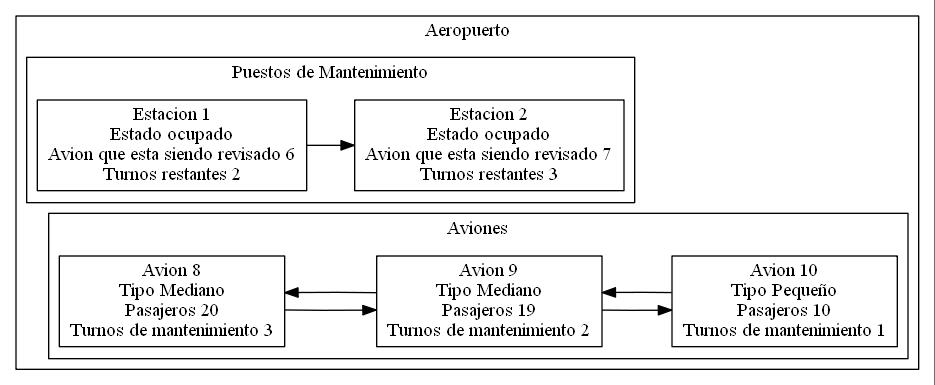 Aeropuerto
Puestos de Mantenimiento
Estacion 1
Estado ocupado
Avion que esta siendo revisado 6
Turnos restantes 2
Estacion 2
Estado ocupado
Avion que esta siendo revisado 7
Turnos restantes 3
Aviones
Avion 8
Tipo Mediano
Pasajeros 20
Turnos de mantenimiento 3
Avion 9
Tipo Mediano
Pasajeros 19
Turnos de mantenimiento 2
Avion 10
Tipo Pequeño
Pasajeros 10
Turnos de mantenimiento 1